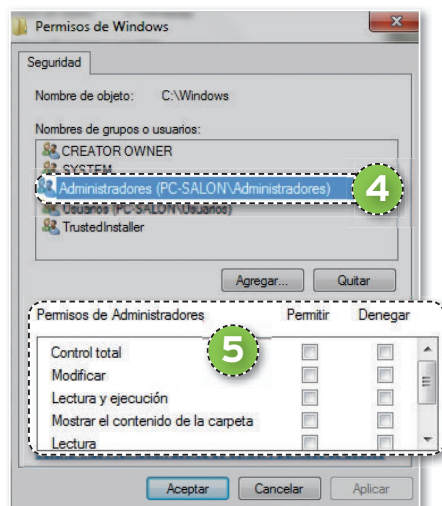 Permisos de Windows
Seguridad
Nombre de objeto: C:\Windows
Nombres de grupos o usuarios:
CREATOR OWNER
SYSTEM
Administradores (PC-SALON\Administradores)
4
Usuarios (PC-SALON\Usuarios)
TrustedInstaller
Agregar... Quitar
Permisos de Administradores Permitir Denegar
5
Control total
Modificar
Lectura y ejecución
Mostrar el contenido de la carpeta
Lectura
Aceptar Cancelar Aplicar